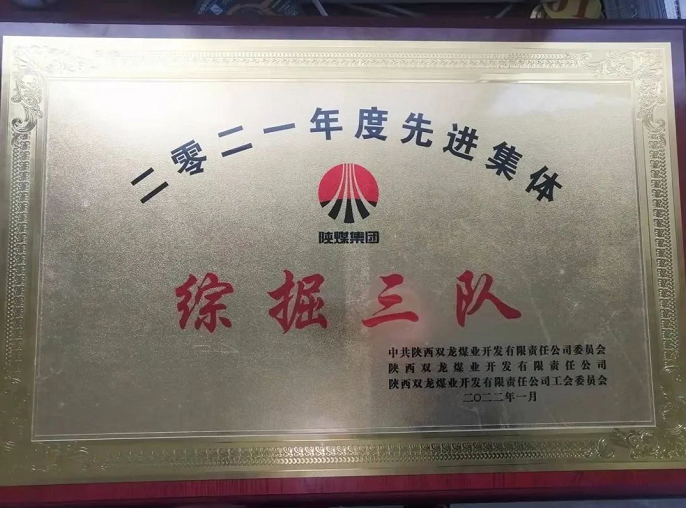 二零二一年度先进集体
陕煤集团
综掘三队
中共陕西双龙煤业开发有限责任公司委员会
陕西双龙煤业开发有限责任公司
陕西双龙煤业开发有限责任公司工会委员会
二〇二二年一月